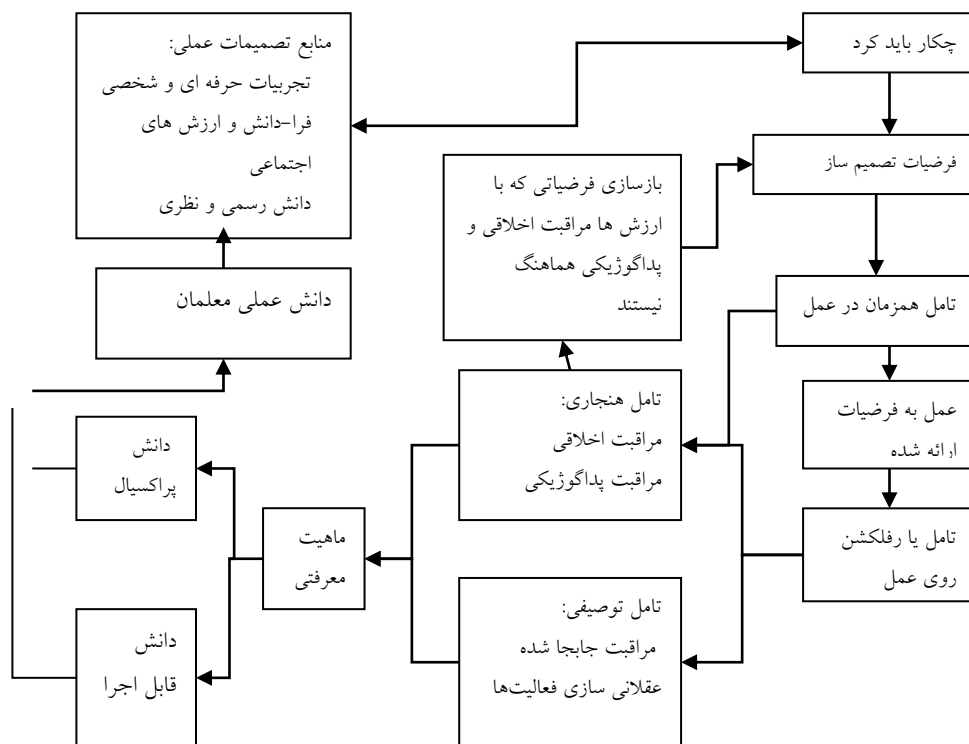 چکار باید کرد
منابع تصمیمات عملی:
تجربیات حرفه ای و شخصی
فرا-دانش و ارزش های
اجتماعی
دانش رسمی و نظری
فرضیات تصمیم ساز
بازسازی فرضیاتی که با
ارزش ها مراقبت اخلاقی و
پداگوژیکی هماهنگ
نیستند
دانش عملی معلمان
تامل همزمان در عمل
عمل به فرضیات
ارائه شده
تامل هنجاری:
مراقبت اخلاقی
مراقبت پداگوژیکی
دانش
پراکسیال
تامل یا رفلکشن
روی عمل
ماهیت
معرفتی
تامل توصیفی:
مراقبت جابجا شده
عقلانی سازی فعالیت‌ها
دانش
قابل اجرا